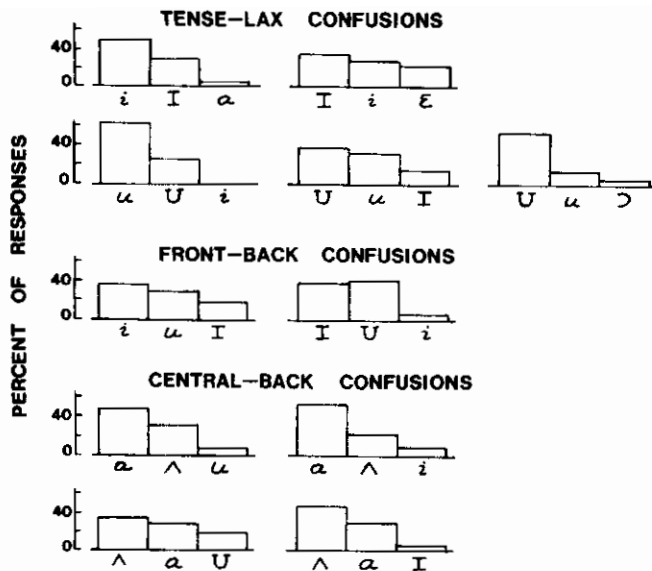 TENSE-LAX CONFUSIONS
40
0
i I a
I i ε
40
0
u U i
U u I
U u Ɔ
FRONT-BACK CONFUSIONS
40
0
i u I
I U i
CENTRAL-BACK CONFUSIONS
40
0
a ʌ u
a ʌ i
40
0
ʌ a U
ʌ a I
PERCENT OF RESPONSES